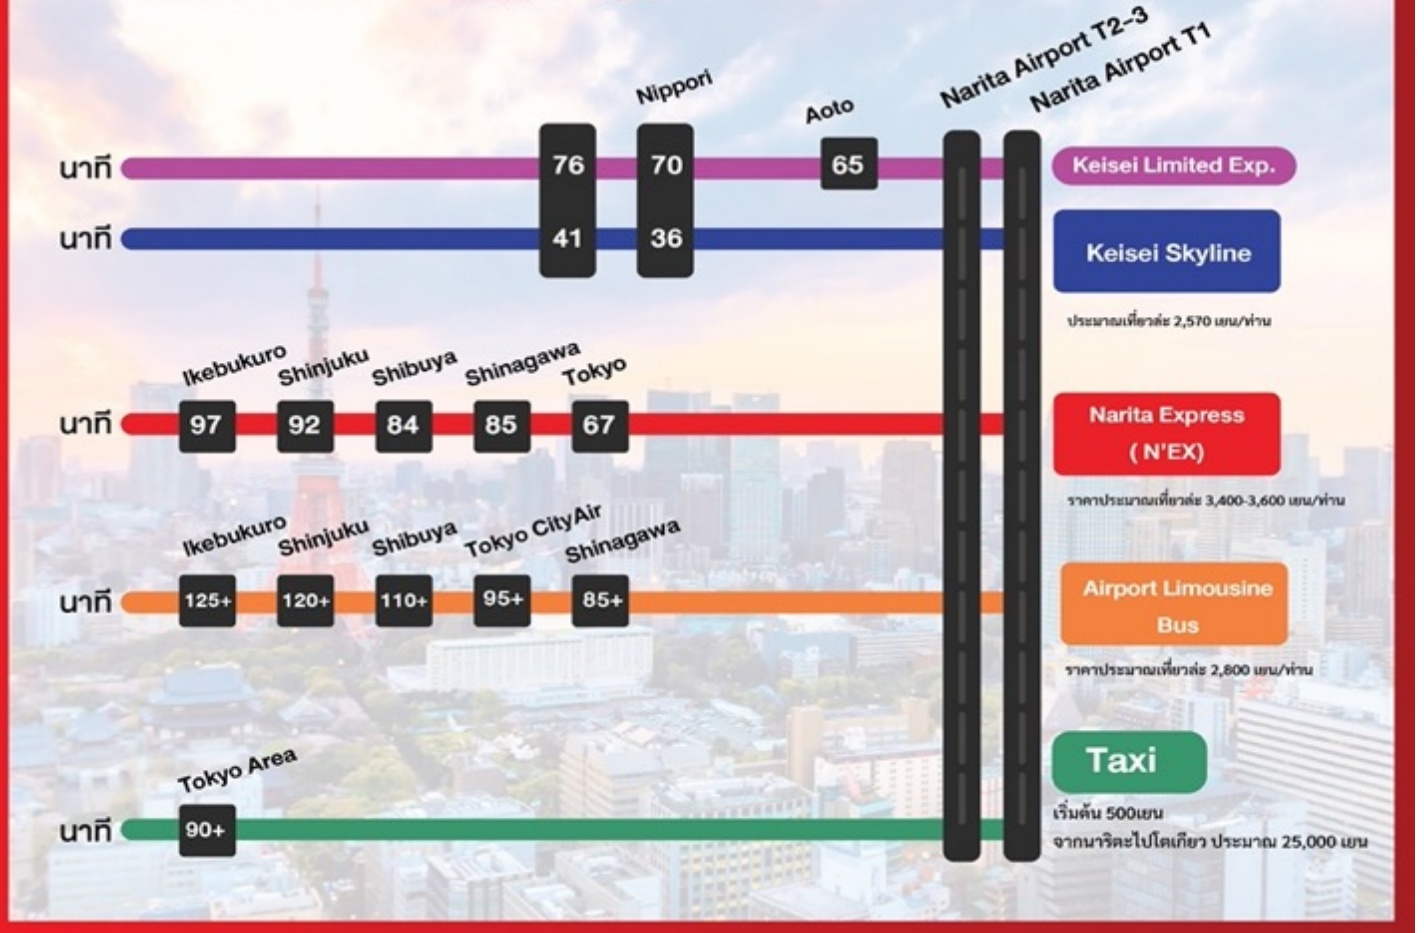 Narita Airport T2-3
Narita Airport T1
Nippori
Aoto
นาที
76
70
65
Keisei Limited Exp.
นาที
41
36
Keisei Skyline
ประมาณเที่ยวล่ะ 2,570 เยน/ท่าน
Ikebukuro
Shinjuku
Shibuya
Shinagawa
Tokyo
นาที
97
92
84
85
67
Narita Express
( N'EX)
ราคาประมาณเที่ยวล่ะ 3,400-3,600 เยน/ท่าน
Ikebukuro
Shinjuku
Shibuya
Tokyo CityAir
Shinagawa
นาที
125+
120+
110+
95+
85+
Airport Limousine
Bus
ราคาประมาณเที่ยวล่ะ 2,800 เยน/ท่าน
Tokyo Area
นาที
90+
Taxi
เริ่มต้น 500เยน
จากนาริตะไปโตเกียว ประมาณ 25,000 เยน